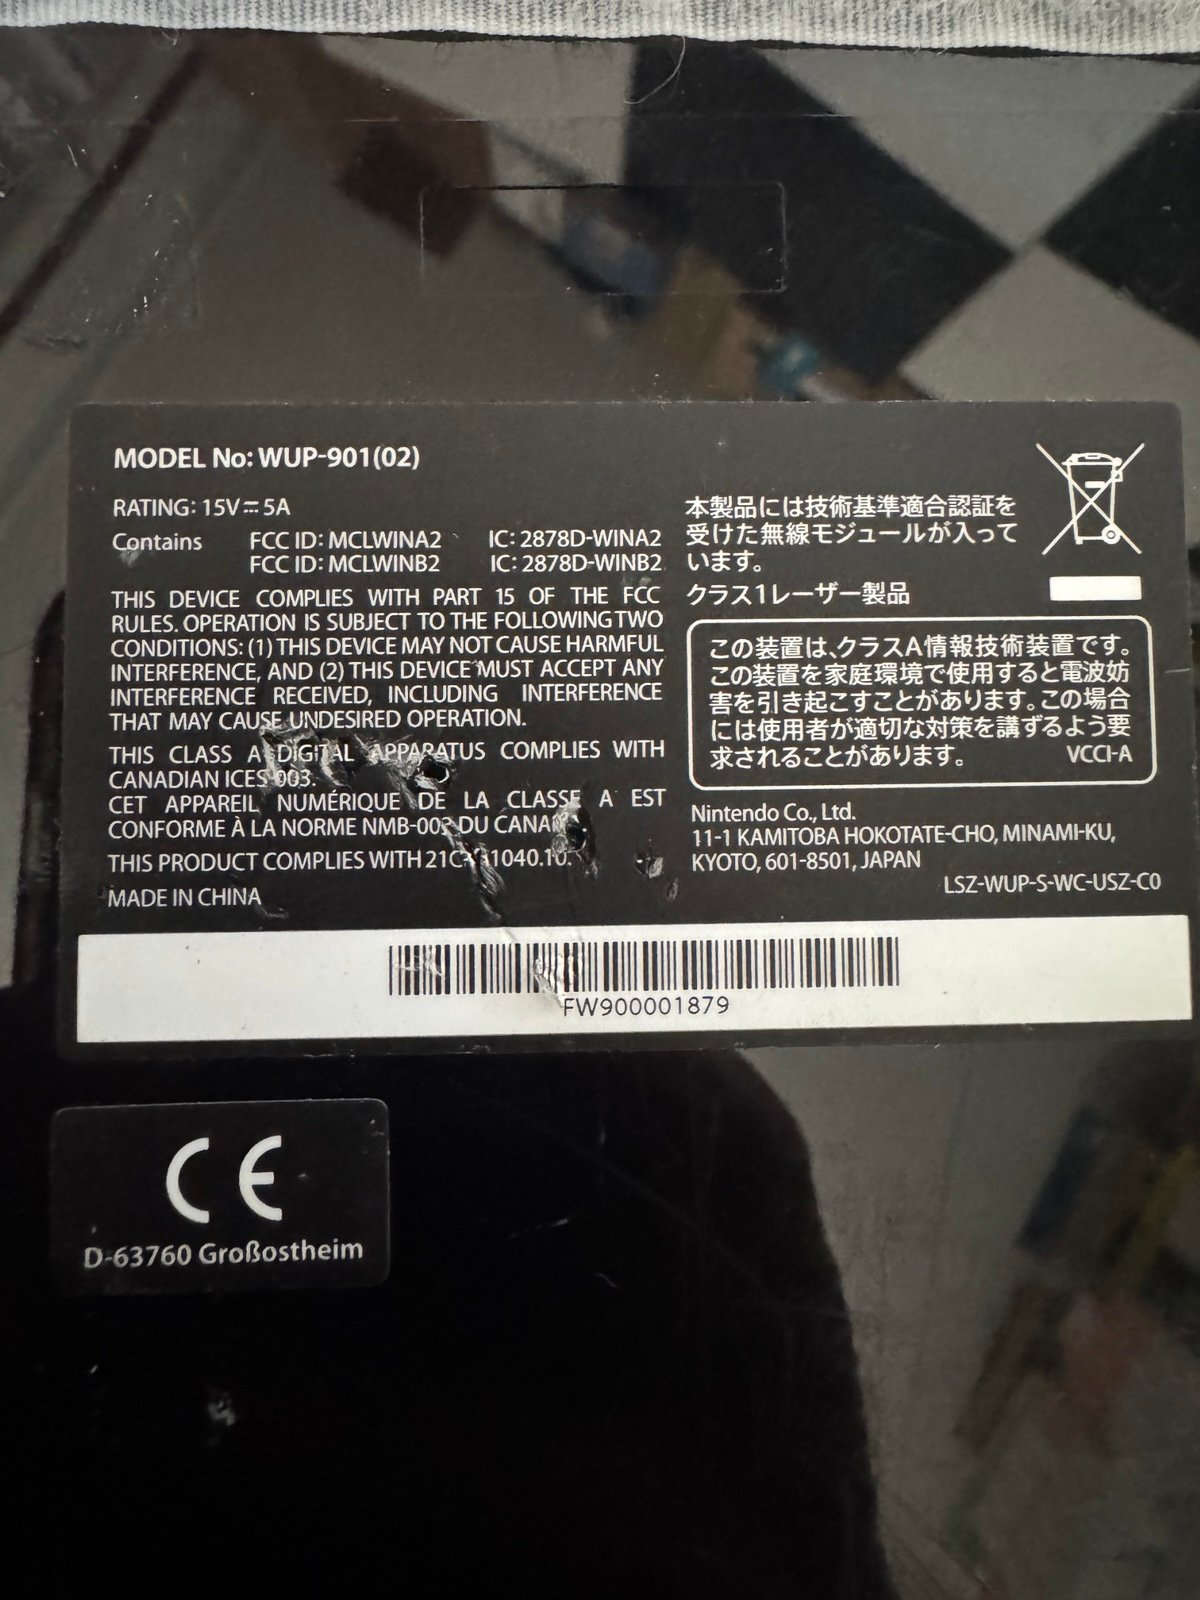 MODEL No: WUP-901(02)
RATING: 15V⎓5A
Contains FCC ID: MCLWINA2 IC: 2878D-WINA2
FCC ID: MCLWINB2 IC: 2878D-WINB2
THIS DEVICE COMPLIES WITH PART 15 OF THE FCC
RULES. OPERATION IS SUBJECT TO THE FOLLOWING TWO
CONDITIONS: (1) THIS DEVICE MAY NOT CAUSE HARMFUL
INTERFERENCE, AND (2) THIS DEVICE MUST ACCEPT ANY
INTERFERENCE RECEIVED, INCLUDING INTERFERENCE
THAT MAY CAUSE UNDESIRED OPERATION.
THIS CLASS A DIGITAL APPARATUS COMPLIES WITH
CANADIAN ICES-003.
CET APPAREIL NUMÉRIQUE DE LA CLASSE A EST
CONFORME À LA NORME NMB-003 DU
THIS PRODUCT COMPLIES WITH
MADE IN CHINA
本製品には技術基準適合認証を
受けた無線モジュールが入って
います。
クラス1レーザー製品
この装置は、クラスA情報技術装置です。
この装置を家庭環境で使用すると電波妨
害を引き起こすことがあります。この場合
には使用者が適切な対策を講ずるよう要
求されることがあります。 VCCI-A
Nintendo Co., Ltd.
11-1 KAMITOBA HOKOTATE-CHO, MINAMI-KU,
KYOTO, 601-8501, JAPAN
LSZ-WUP-S-WC-USZ-C0
FW900001879
CE
D-63760 Großostheim